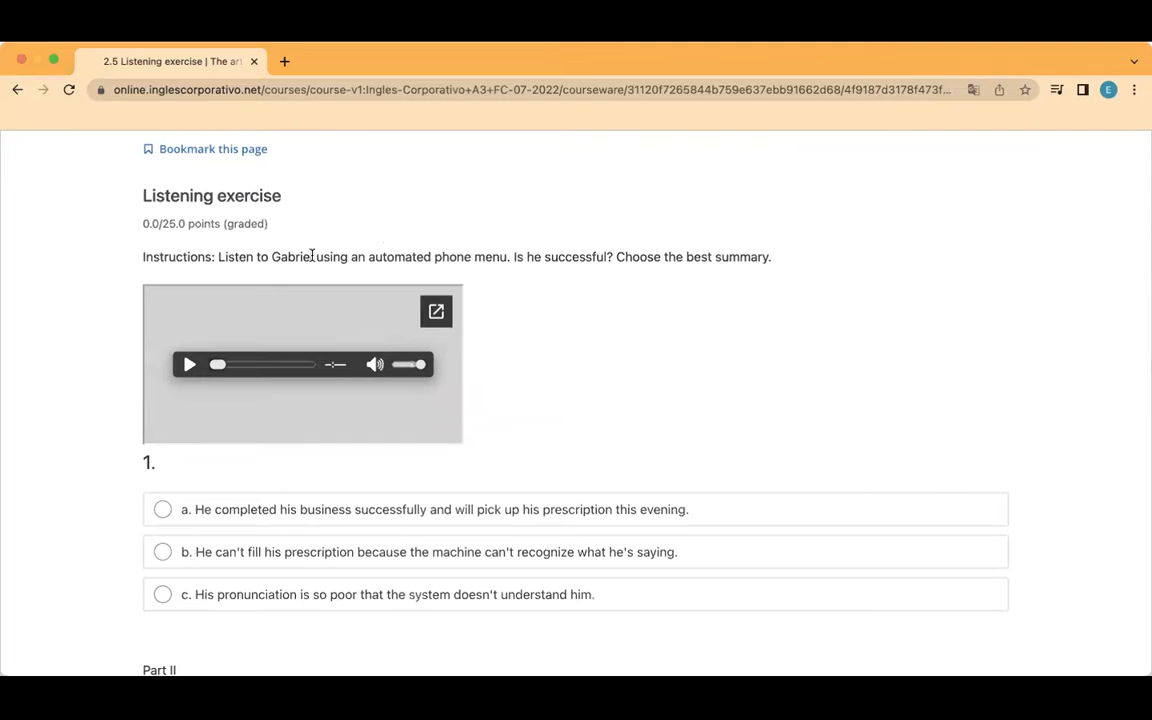 2.5 Listening exercise | The ar
online.inglescorporativo.net/courses/course-v1:Ingles-Corporativo+A3+FC-07-2022/courseware/31120f7265844b759e637ebb91662d68/4f9187d3178f473f...
E
Bookmark this page
Listening exercise
0.0/25.0 points (graded)
Instructions: Listen to Gabriel using an automated phone menu. Is he successful? Choose the best summary.
-:--
1.
a. He completed his business successfully and will pick up his prescription this evening.
b. He can't fill his prescription because the machine can't recognize what he's saying.
c. His pronunciation is so poor that the system doesn't understand him.
Part II